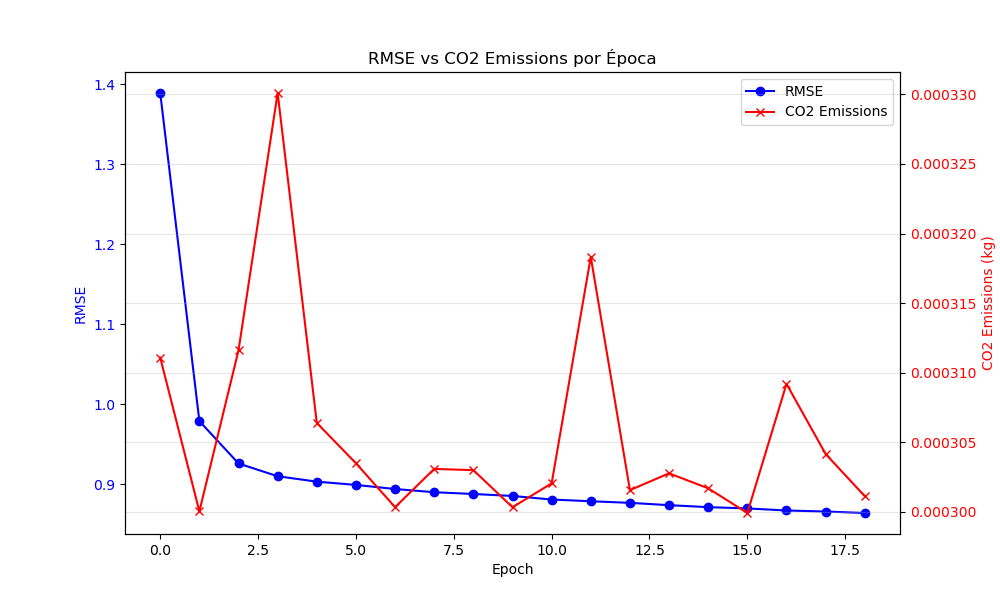 RMSE vs CO2 Emissions por Época
RMSE
CO2 Emissions
1.4
1.3
1.2
1.1
1.0
0.9
RMSE
0.000330
0.000325
0.000320
0.000315
0.000310
0.000305
0.000300
CO2 Emissions (kg)
0.0 2.5 5.0 7.5 10.0 12.5 15.0 17.5
Epoch